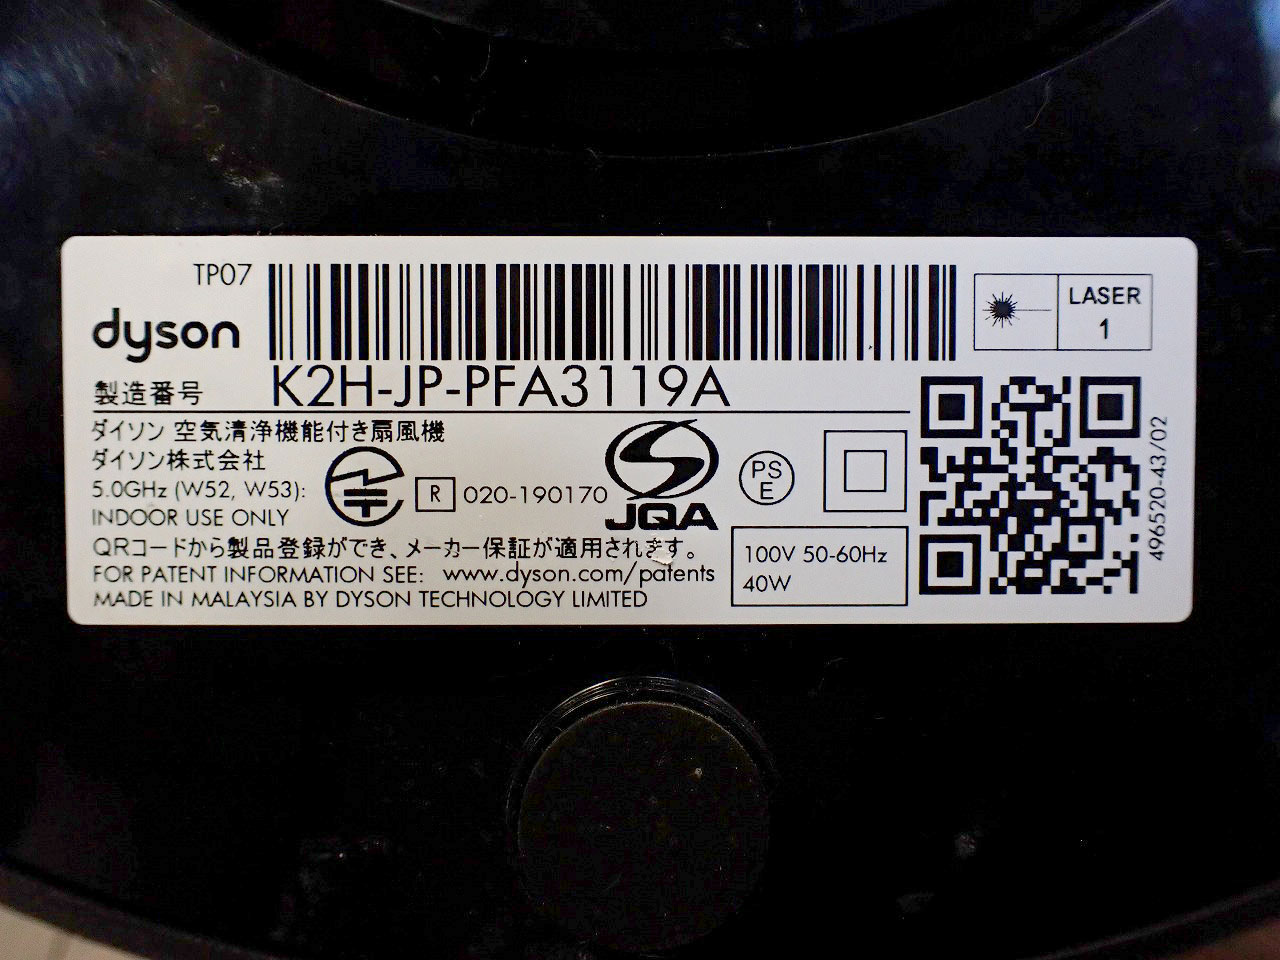 TP07
dyson
製造番号 K2H-JP-PFA3119A
LASER
1
ダイソン 空気清浄機能付き扇風機
ダイソン株式会社
5.0GHz (W52, W53):
INDOOR USE ONLY
R 020-190170
JQA
PS
E
100V 50-60Hz
40W
QRコードから製品登録ができ、メーカー保証が適用されます。
FOR PATENT INFORMATION SEE: www.dyson.com/patents
MADE IN MALAYSIA BY DYSON TECHNOLOGY LIMITED
496520-43/02